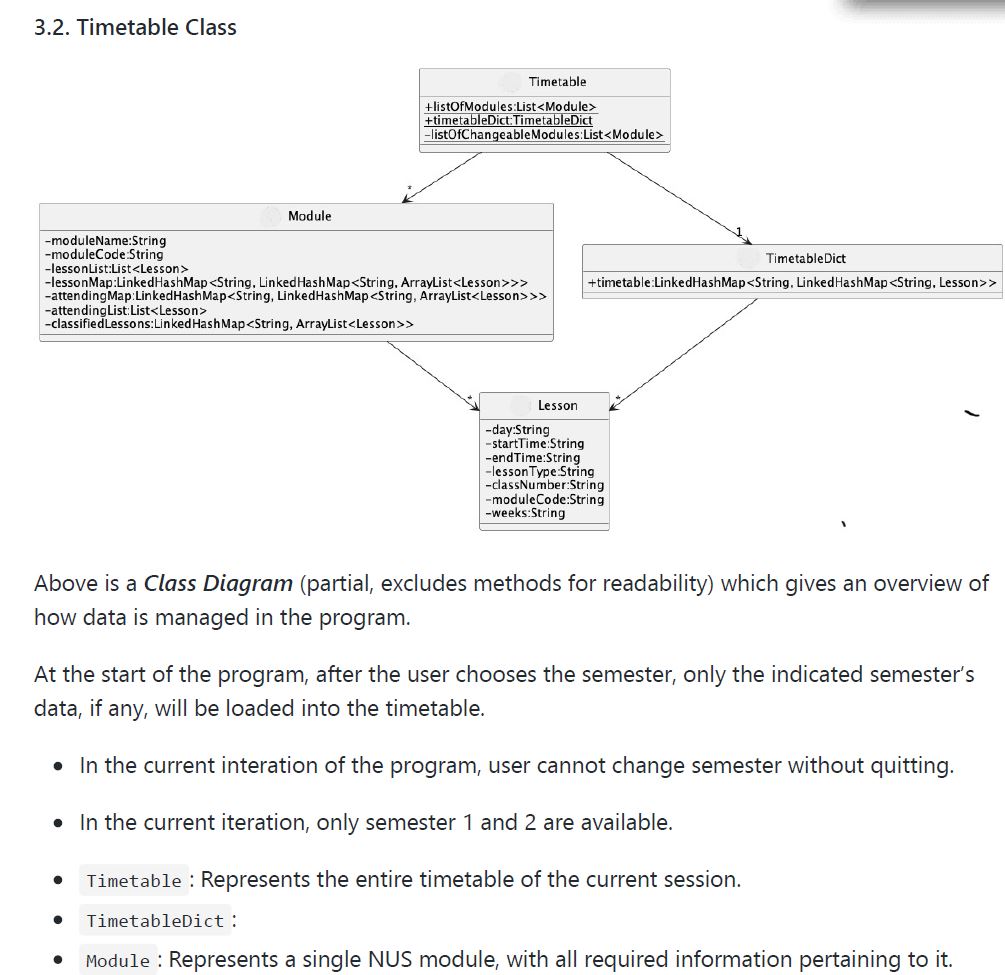 3.2. Timetable Class
Timetable
+listOfModules:List<Module>
+timetableDict:TimetableDict
-listOfChangeableModules:List<Module>
*
1
Module
-moduleName:String
-moduleCode:String
-lessonList:List<Lesson>
-lessonMap:LinkedHashMap<String, LinkedHashMap<String, ArrayList<Lesson>>>
-attendingMap:LinkedHashMap<String, LinkedHashMap<String, ArrayList<Lesson>>>
-attendingList:List<Lesson>
-classifiedLessons:LinkedHashMap<String, ArrayList<Lesson>>
TimetableDict
+timetable:LinkedHashMap<String, LinkedHashMap<String, Lesson>>
*
*
Lesson
-day:String
-startTime:String
-endTime:String
-lessonType:String
-classNumber:String
-moduleCode:String
-weeks:String
Above is a Class Diagram (partial, excludes methods for readability) which gives an overview of
how data is managed in the program.
At the start of the program, after the user chooses the semester, only the indicated semester's
data, if any, will be loaded into the timetable.
• In the current interation of the program, user cannot change semester without quitting.
• In the current iteration, only semester 1 and 2 are available.
• Timetable : Represents the entire timetable of the current session.
• TimetableDict :
• Module : Represents a single NUS module, with all required information pertaining to it.